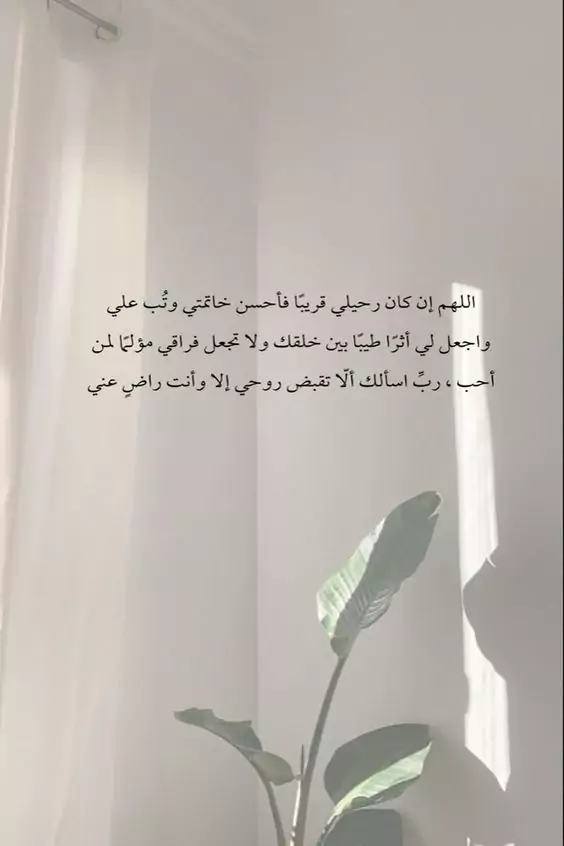 اللهم إن كان رحيلي قريبًا فأحسن خاتمتي وتُب علي
واجعل لي أثرًا طيبًا بين خلقك ولا تجعل فراقي مؤلمًا لمن
أحب ، ربِّ اسألك ألّا تقبض روحي إلا وأنت راضٍ عني